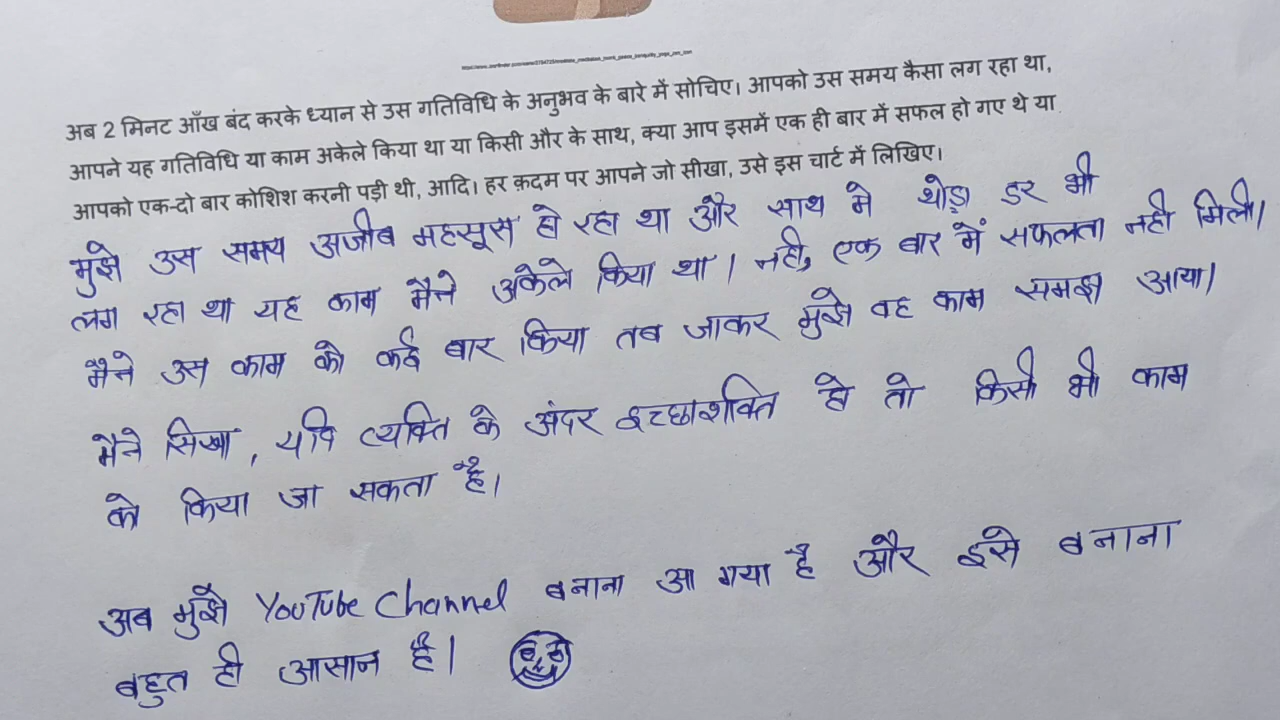 अब 2 मिनट आँख बंद करके ध्यान से उस गतिविधि के अनुभव के बारे में सोचिए। आपको उस समय कैसा लग रहा था,
आपने यह गतिविधि या काम अकेले किया था या किसी और के साथ, क्या आप इसमें एक ही बार में सफल हो गए थे या
आपको एक-दो बार कोशिश करनी पड़ी थी, आदि। हर क़दम पर आपने जो सीखा, उसे इस चार्ट में लिखिए।
मुझे उस समय अजीब महसूस हो रहा था और साथ मे थोड़ा डर भी
लग रहा था यह काम मैने अकेले किया था। नही, एक बार में सफलता नही मिली।
मैने उस काम को कई बार किया तब जाकर मुझे वह काम समझ आया।
मैने सिखा, यदि व्यक्ति के अंदर इच्छाशक्ति हो तो किसी भी काम
को किया जा सकता है।
अब मुझे YouTube Channel बनाना आ गया है और इसे बनाना
बहुत ही आसान है।